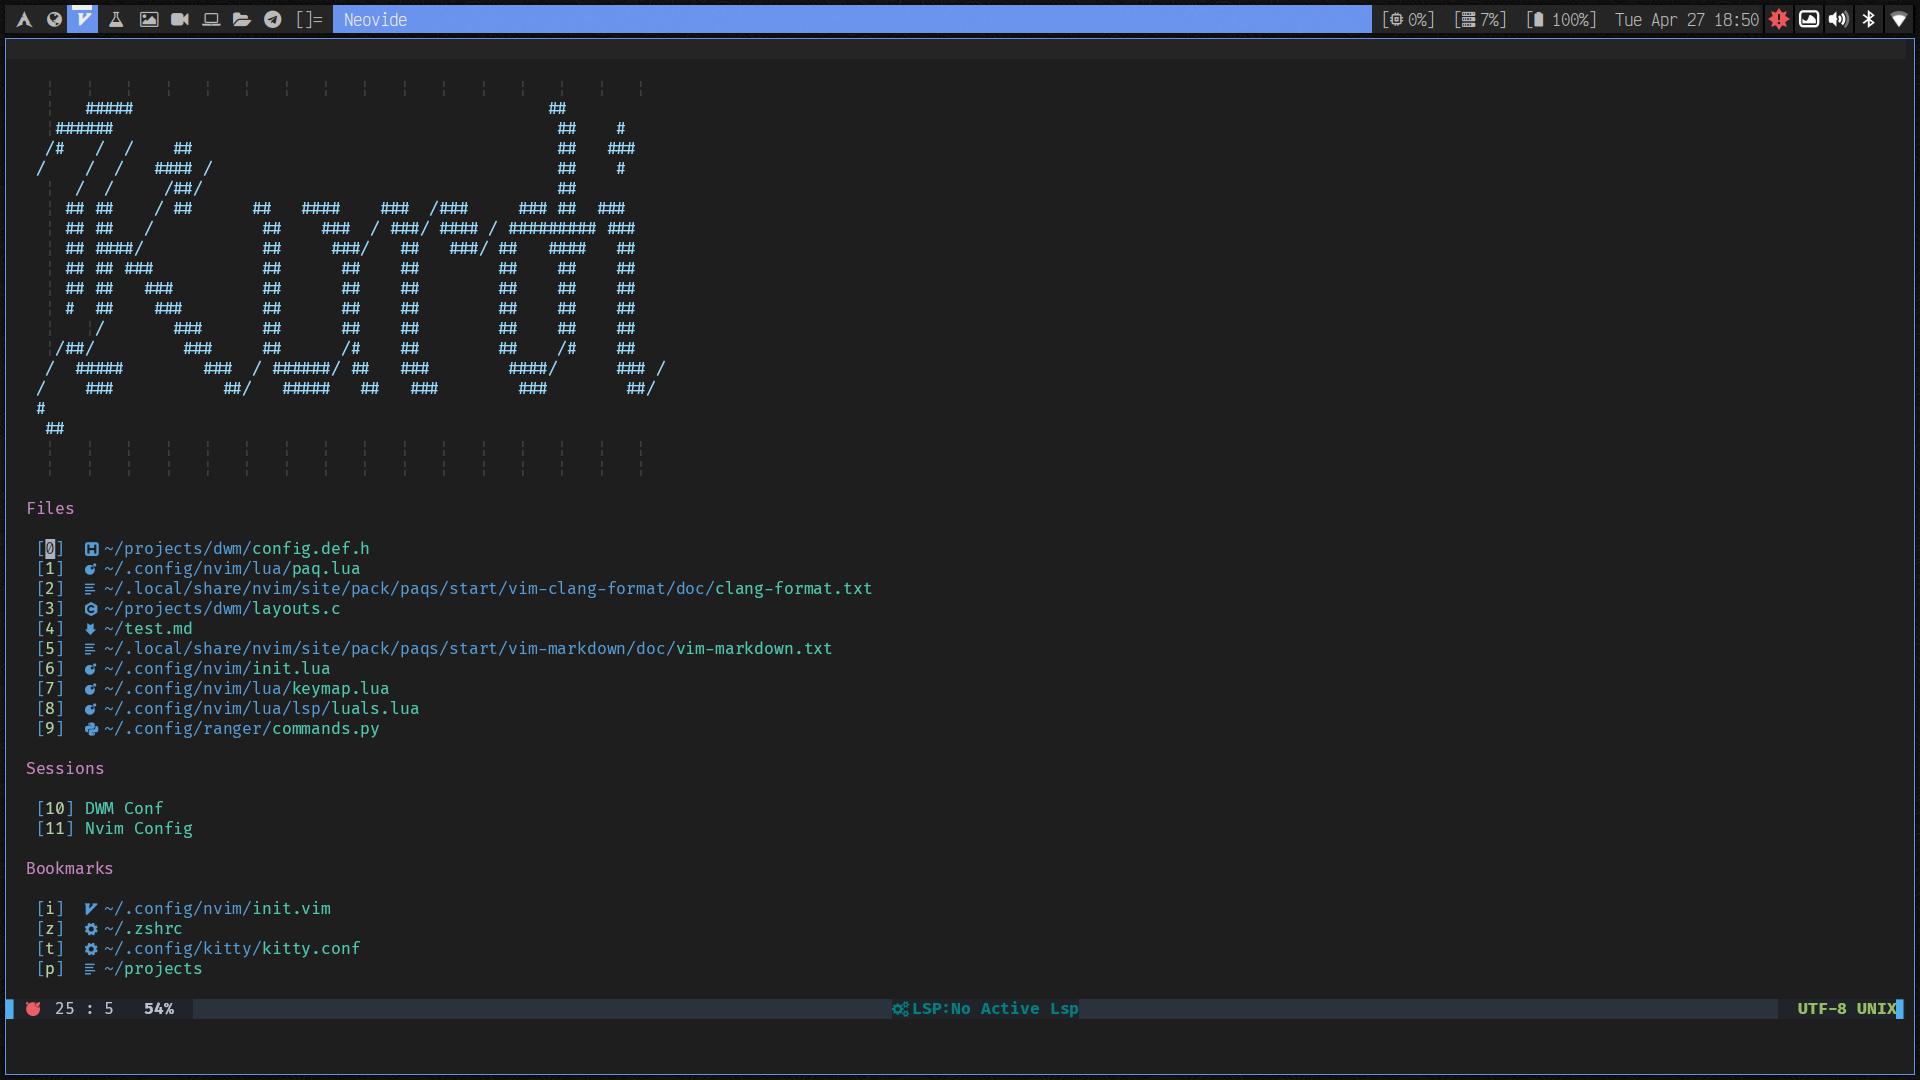 []= Neovide [0%] [7%] [100%] Tue Apr 27 18:50
Files
[0] ~/projects/dwm/config.def.h
[1] ~/.config/nvim/lua/paq.lua
[2] ~/.local/share/nvim/site/pack/paqs/start/vim-clang-format/doc/clang-format.txt
[3] ~/projects/dwm/layouts.c
[4] ~/test.md
[5] ~/.local/share/nvim/site/pack/paqs/start/vim-markdown/doc/vim-markdown.txt
[6] ~/.config/nvim/init.lua
[7] ~/.config/nvim/lua/keymap.lua
[8] ~/.config/nvim/lua/lsp/luals.lua
[9] ~/.config/ranger/commands.py
Sessions
[10] DWM Conf
[11] Nvim Config
Bookmarks
[i] ~/.config/nvim/init.vim
[z] ~/.zshrc
[t] ~/.config/kitty/kitty.conf
[p] ~/projects
25 : 5 54% LSP:No Active Lsp UTF-8 UNIX